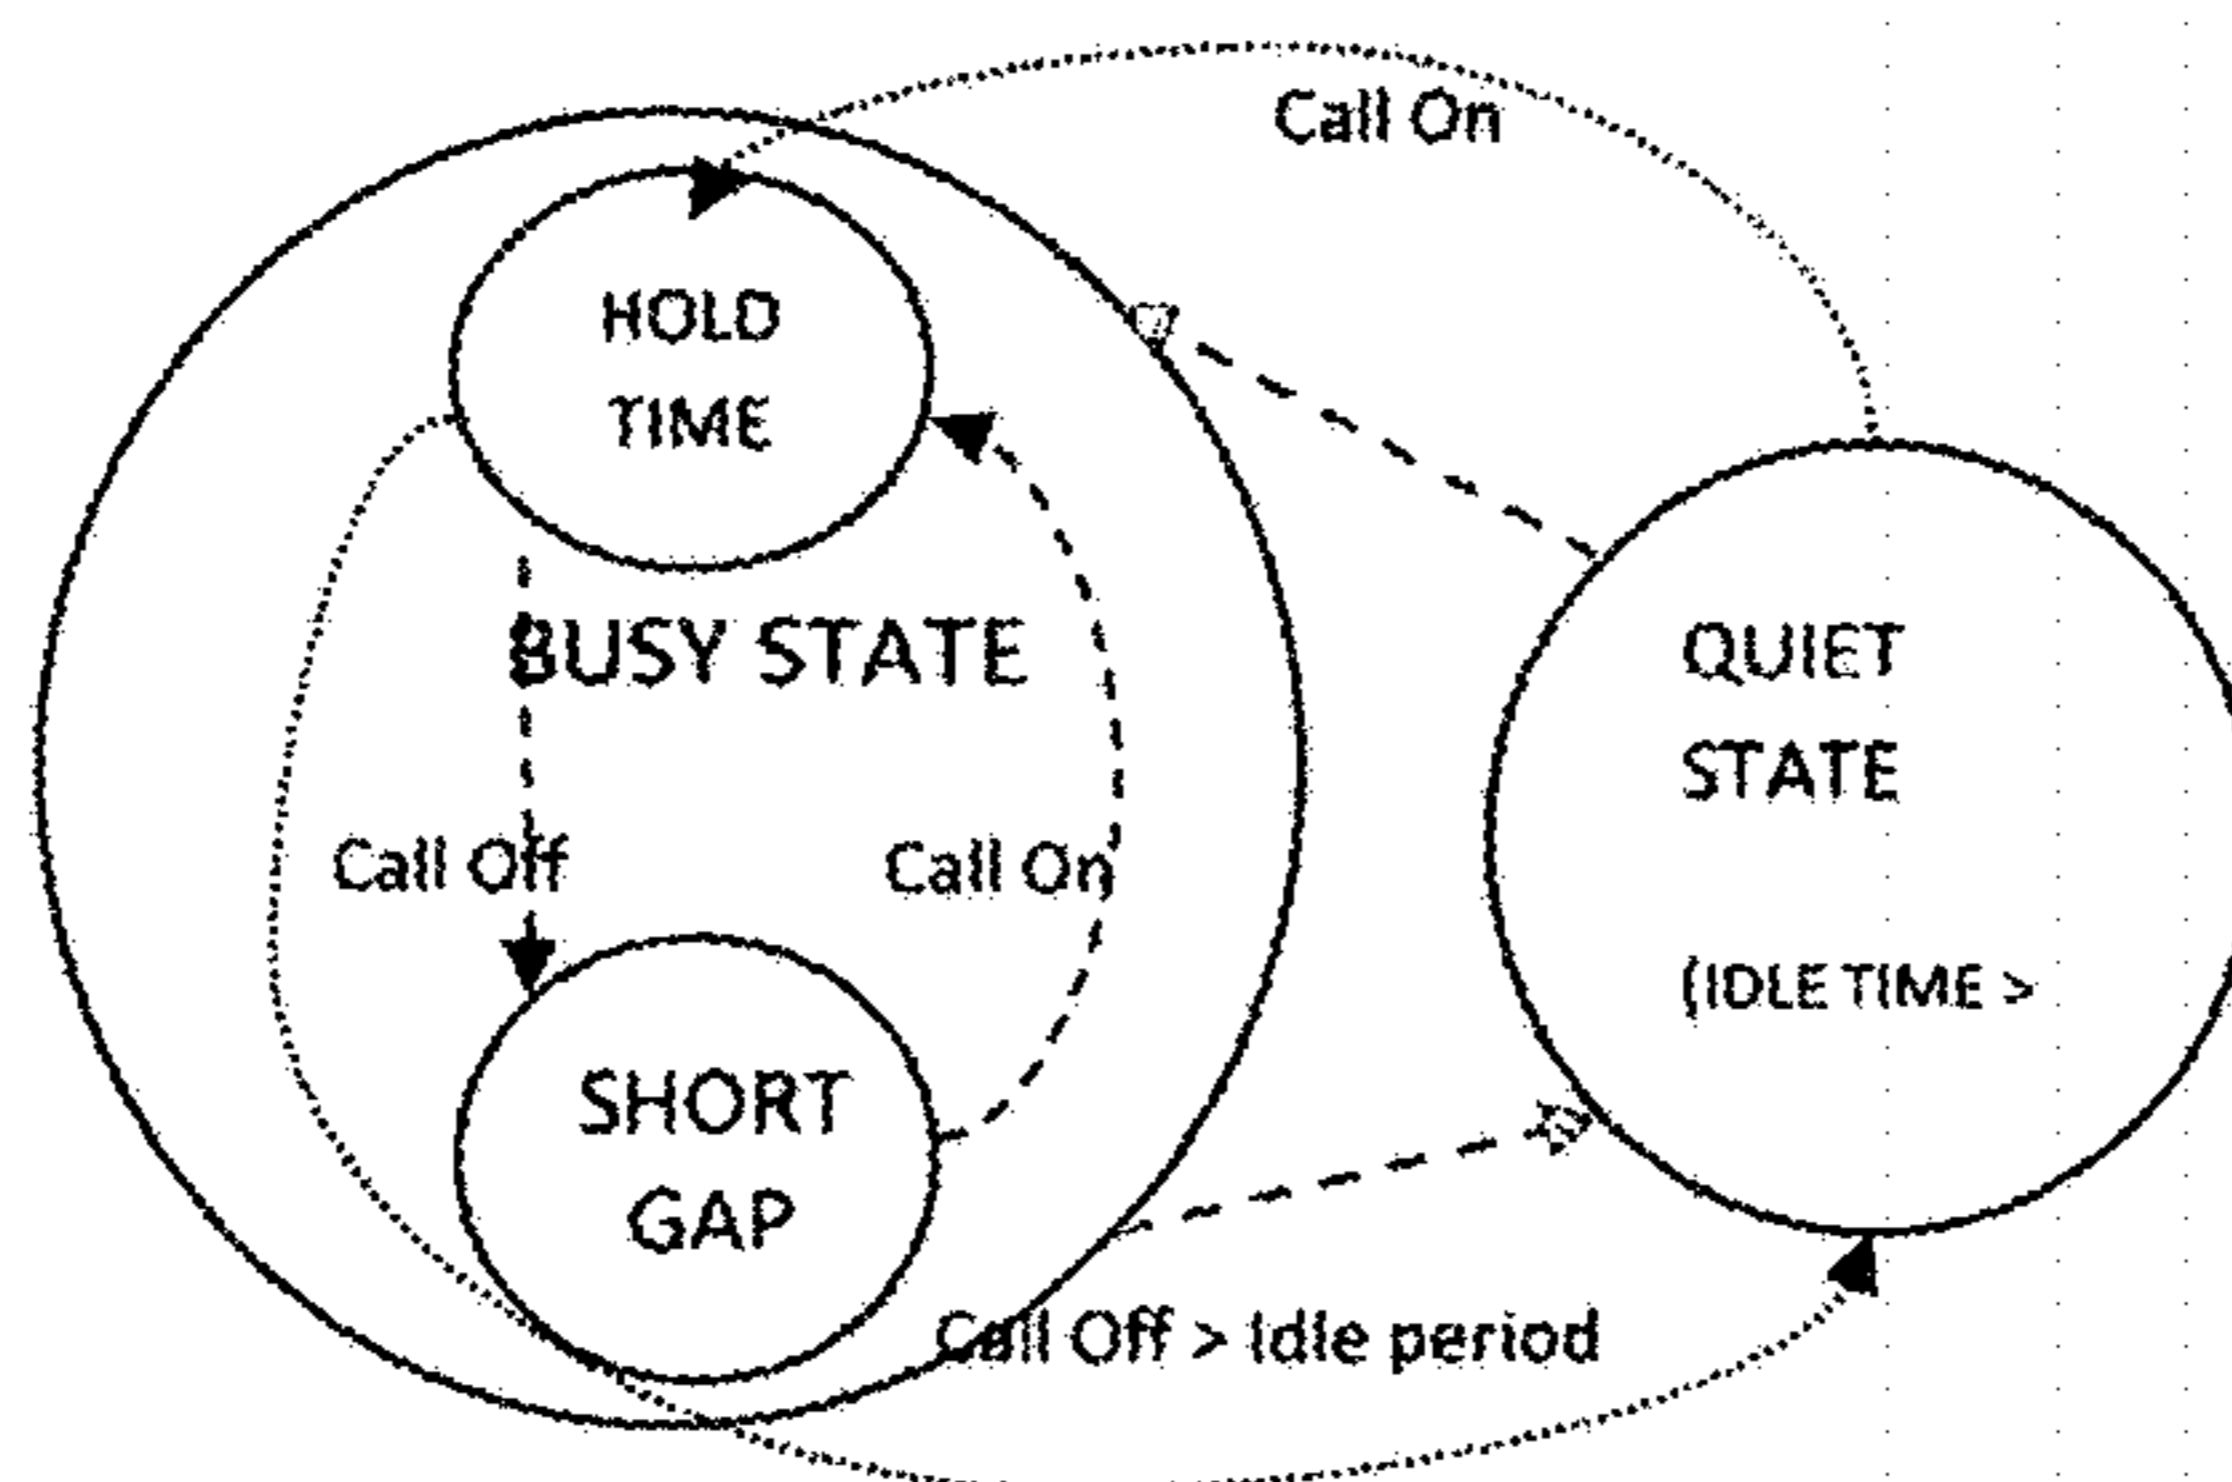 Call On
HOLD
TIME
BUSY STATE
Call Off
Call On
SHORT
GAP
QUIET
STATE
(IDLE TIME >
Call Off > Idle period